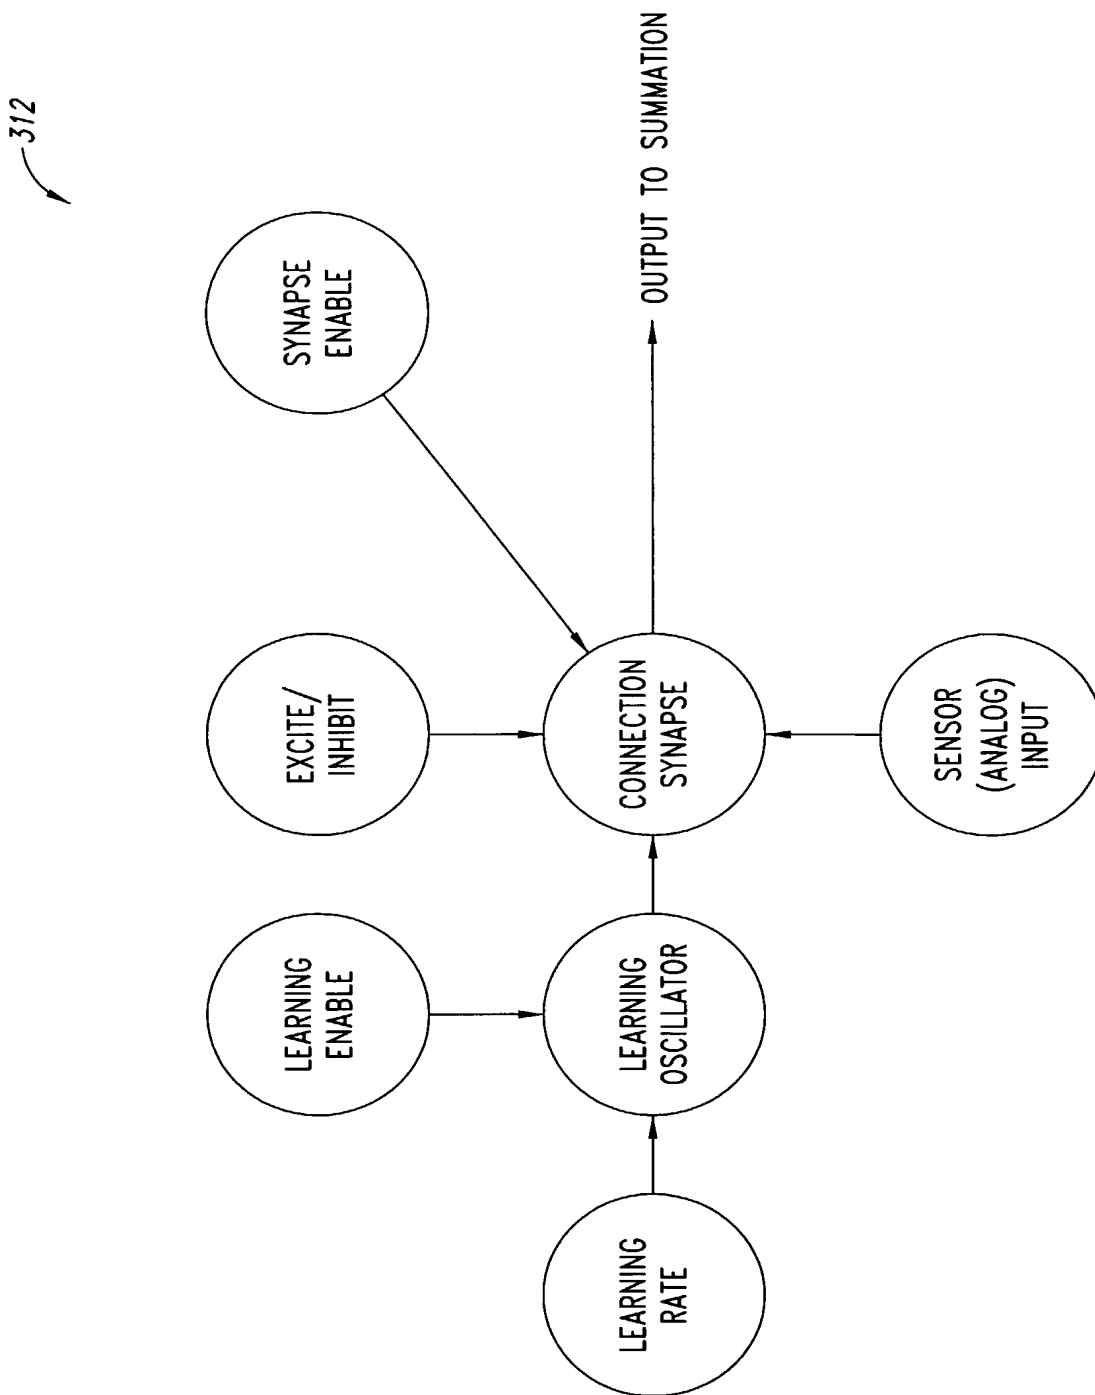 312
SYNAPSE
ENABLE
EXCITE/
INHIBIT
LEARNING
ENABLE
OUTPUT TO SUMMATION
CONNECTION
SYNAPSE
LEARNING
OSCILLATOR
LEARNING
RATE
SENSOR
(ANALOG)
INPUT